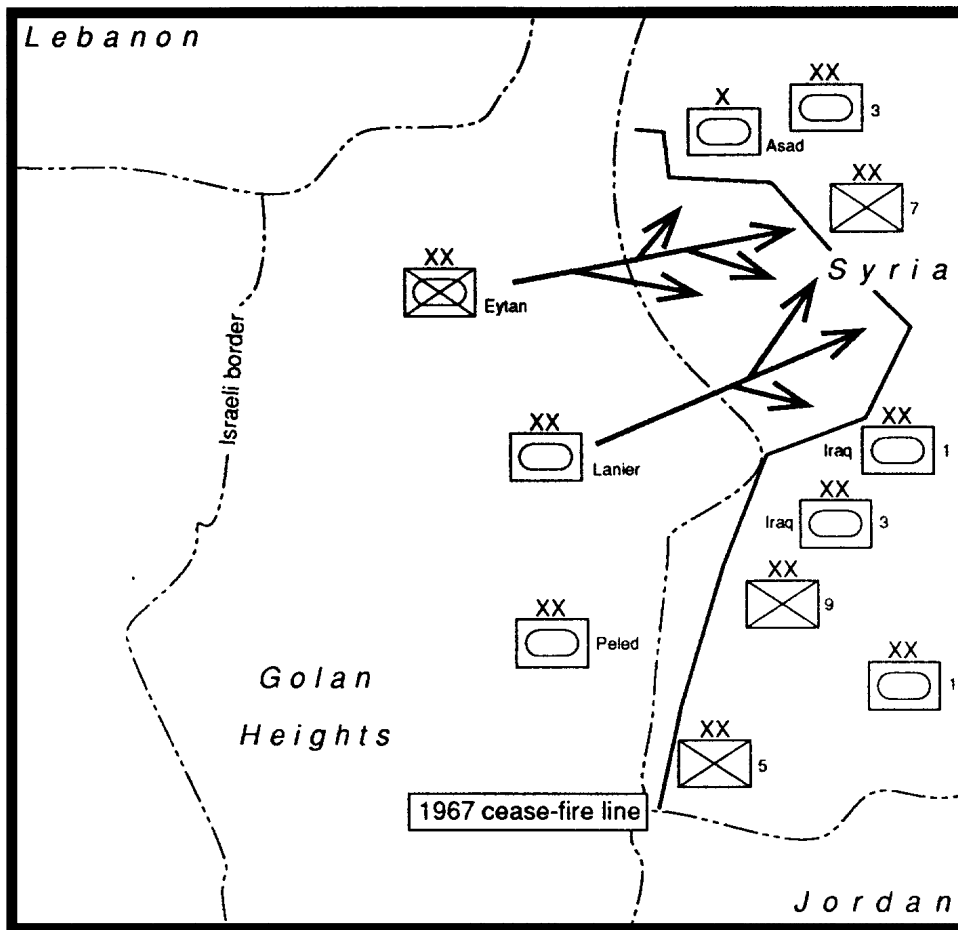 Lebanon
XX
X
3
Asad
XX
7
XX
Syria
Eytan
Israeli border
XX
Lanier
XX
Iraq
1
XX
Iraq
3
XX
9
XX
Peled
XX
1
Golan
Heights
XX
5
1967 cease-fire line
Jordan